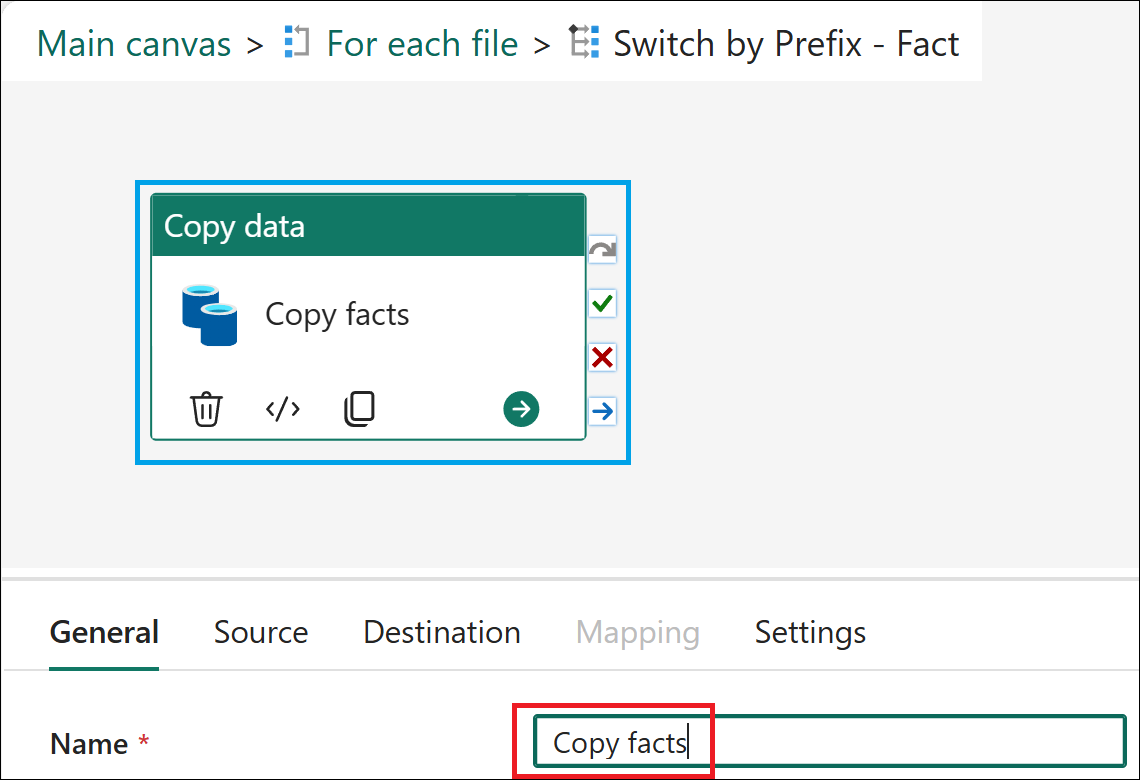 Main canvas > For each file > Switch by Prefix - Fact
Copy data
Copy facts
General Source Destination Mapping Settings
Name * Copy facts